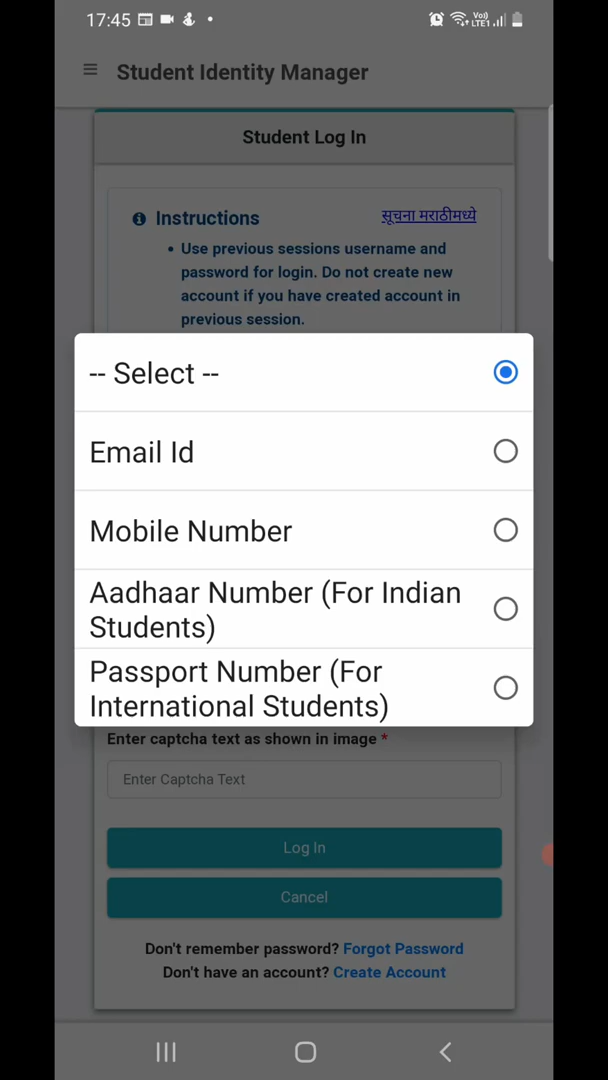 17:45
Vo)) LTE1
Student Identity Manager
Student Log In
Instructions
सूचना मराठीमध्ये
• Use previous sessions username and
password for login. Do not create new
account if you have created account in
previous session.
-- Select --
Email Id
Mobile Number
Aadhaar Number (For Indian
Students)
Passport Number (For
International Students)
Enter captcha text as shown in image *
Enter Captcha Text
Log In
Cancel
Don't remember password? Forgot Password
Don't have an account? Create Account